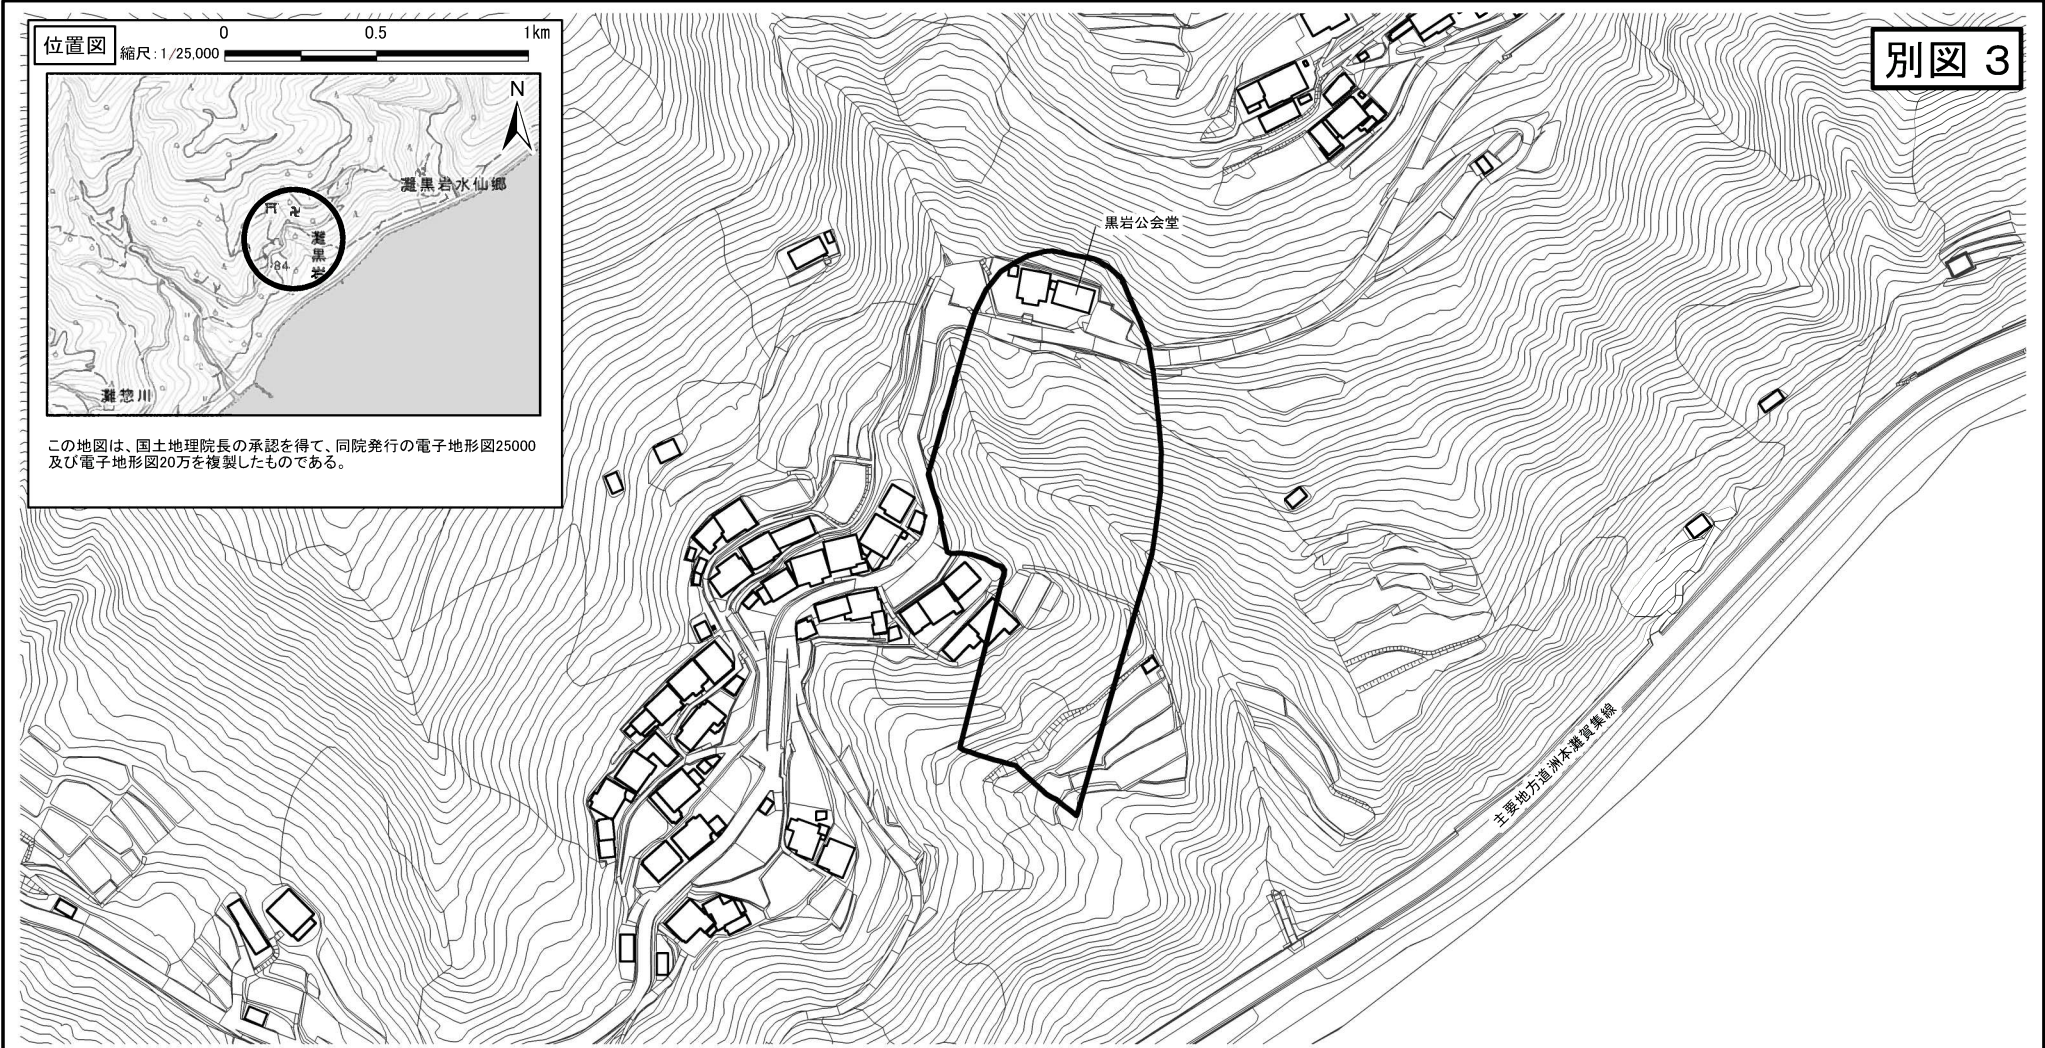 位置図
0 0.5 1km
縮尺:1/25,000
N
灘黒岩水仙郷
灘黒岩
84
灘惣川
この地図は、国土地理院長の承認を得て、同院発行の電子地形図25000
及び電子地形図20万を複製したものである。
別図 3
黒岩公会堂
主要地方道洲本灘賀集線